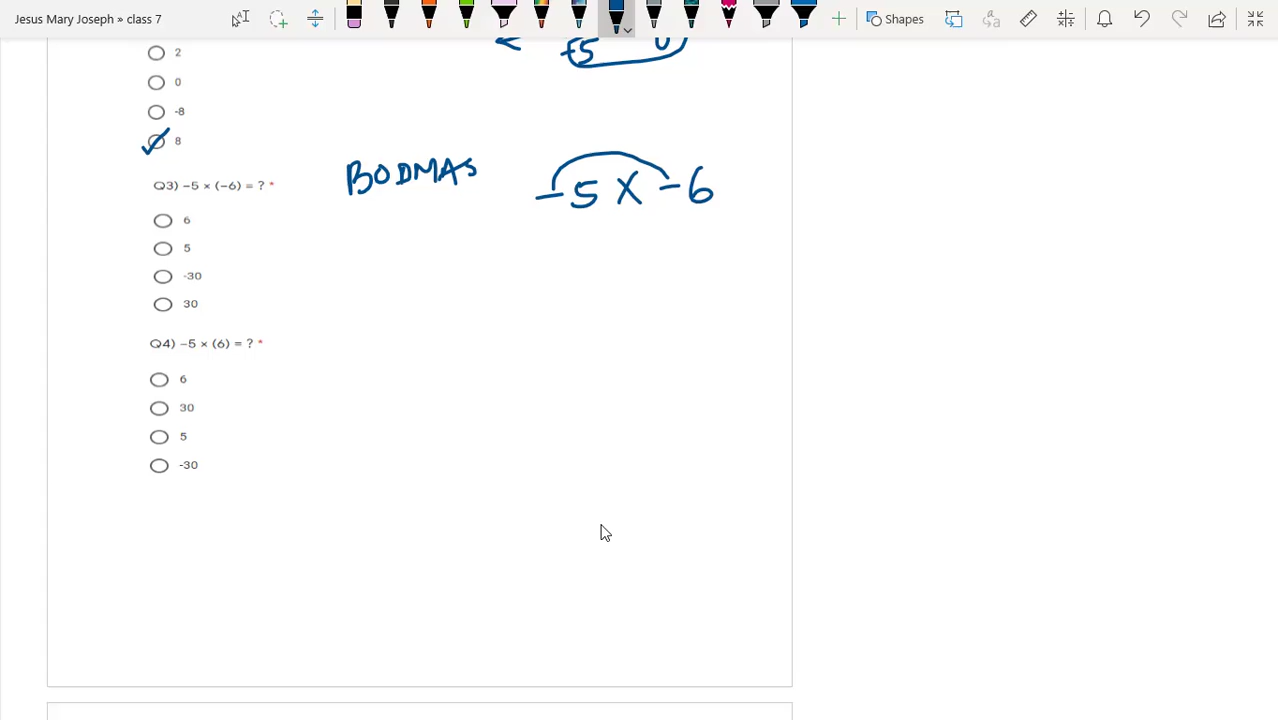 Jesus Mary Joseph » class 7
Shapes
+5
2
0
-8
8
BODMAS
-5 X -6
Q3) –5 × (–6) = ? *
6
5
-30
30
Q4) –5 × (6) = ? *
6
30
5
-30